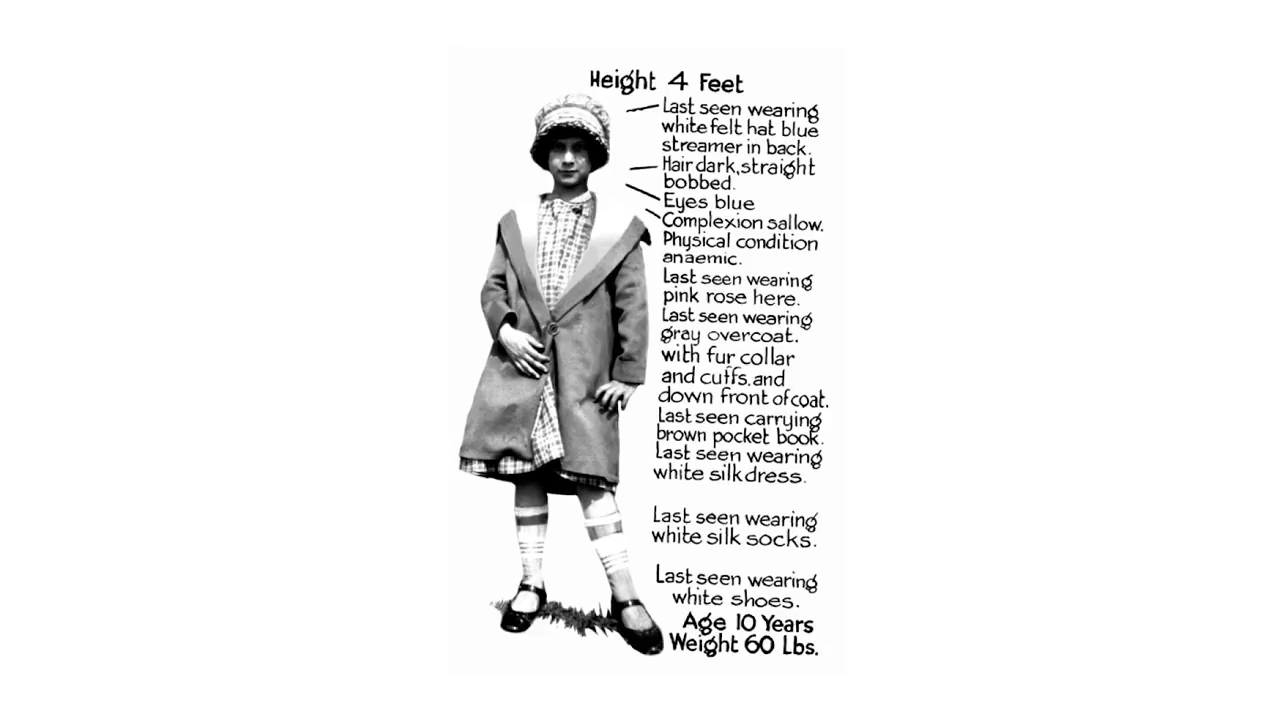 Height 4 Feet
Last seen wearing
white felt hat blue
streamer in back.
Hair dark, straight
bobbed.
Eyes blue
Complexion sallow.
Physical condition
anaemic.
Last seen wearing
pink rose here.
Last seen wearing
gray overcoat.
with fur collar
and cuffs. and
down front of coat.
Last seen carrying
brown pocket book.
Last seen wearing
white silk dress.
Last seen wearing
white silk socks.
Last seen wearing
white shoes.
Age 10 Years
Weight 60 Lbs.